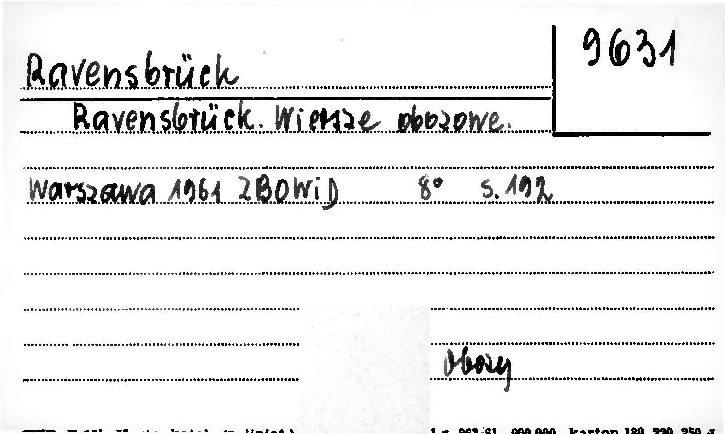 9631
Ravensbrück
Ravensbrück. Wiersze obozowe.
Warszawa 1961 ZBOWiD 8° s. 192
obozy